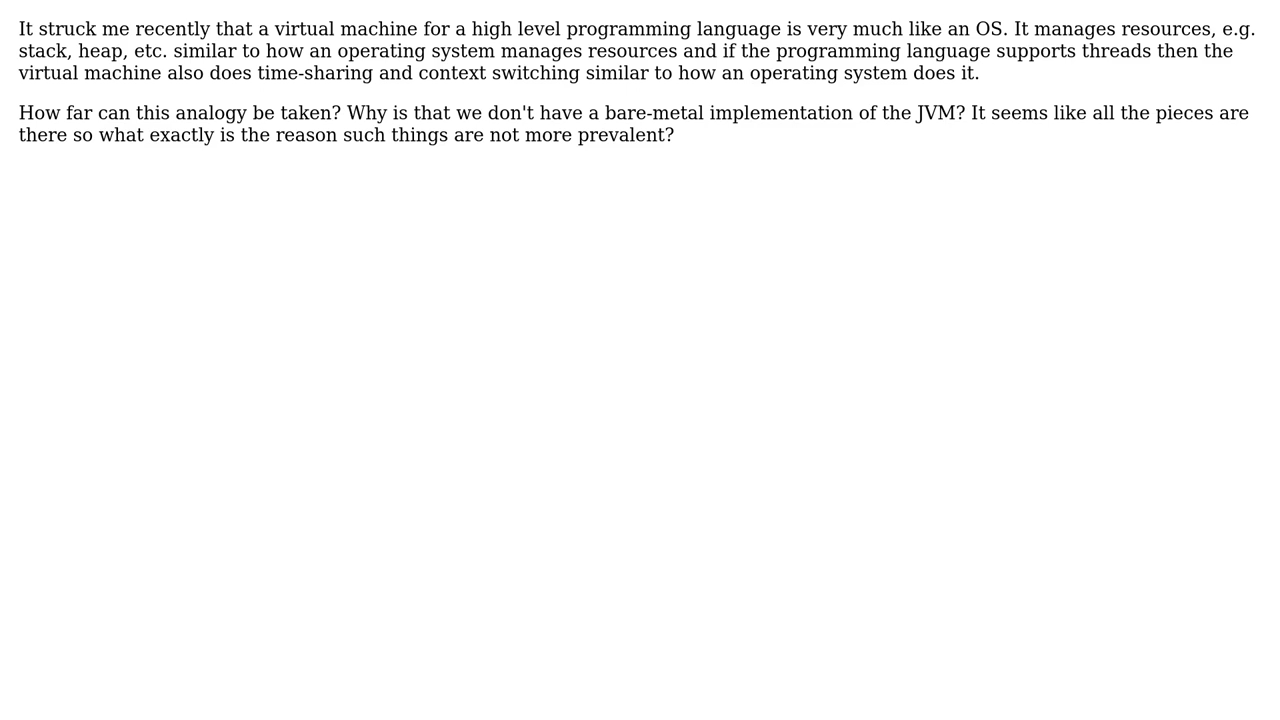 It struck me recently that a virtual machine for a high level programming language is very much like an OS. It manages resources, e.g.
stack, heap, etc. similar to how an operating system manages resources and if the programming language supports threads then the
virtual machine also does time-sharing and context switching similar to how an operating system does it.
How far can this analogy be taken? Why is that we don't have a bare-metal implementation of the JVM? It seems like all the pieces are
there so what exactly is the reason such things are not more prevalent?